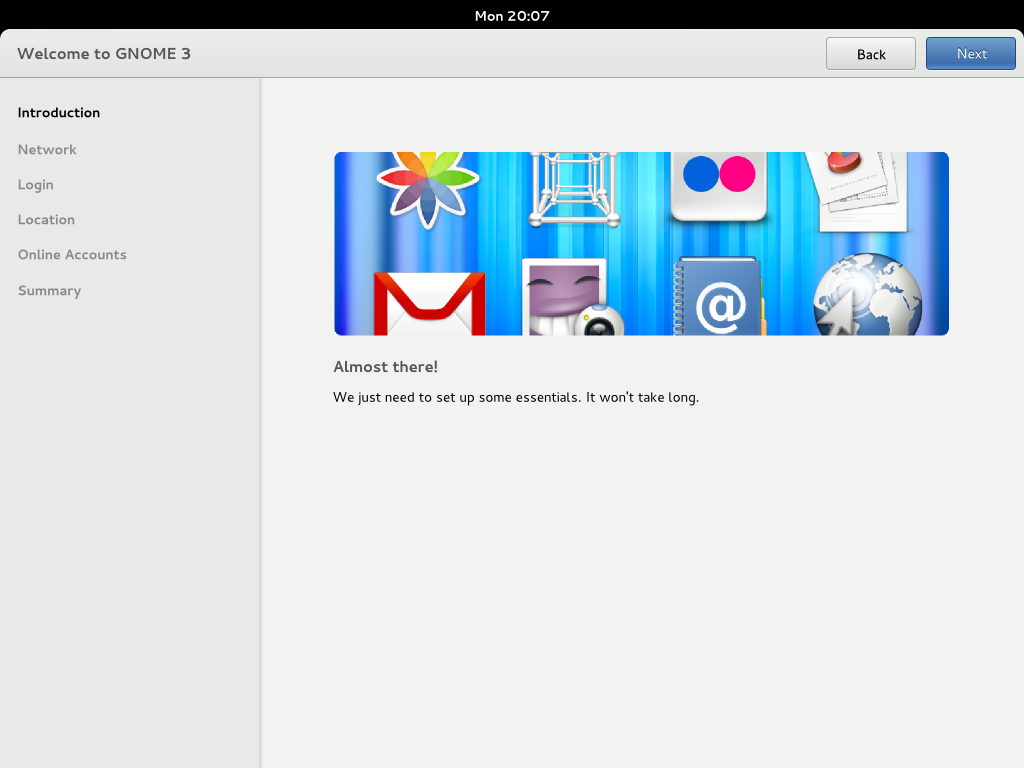 Mon 20:07
Welcome to GNOME 3
Back
Next
Introduction
Network
Login
Location
Online Accounts
Summary
@
Almost there!
We just need to set up some essentials. It won't take long.